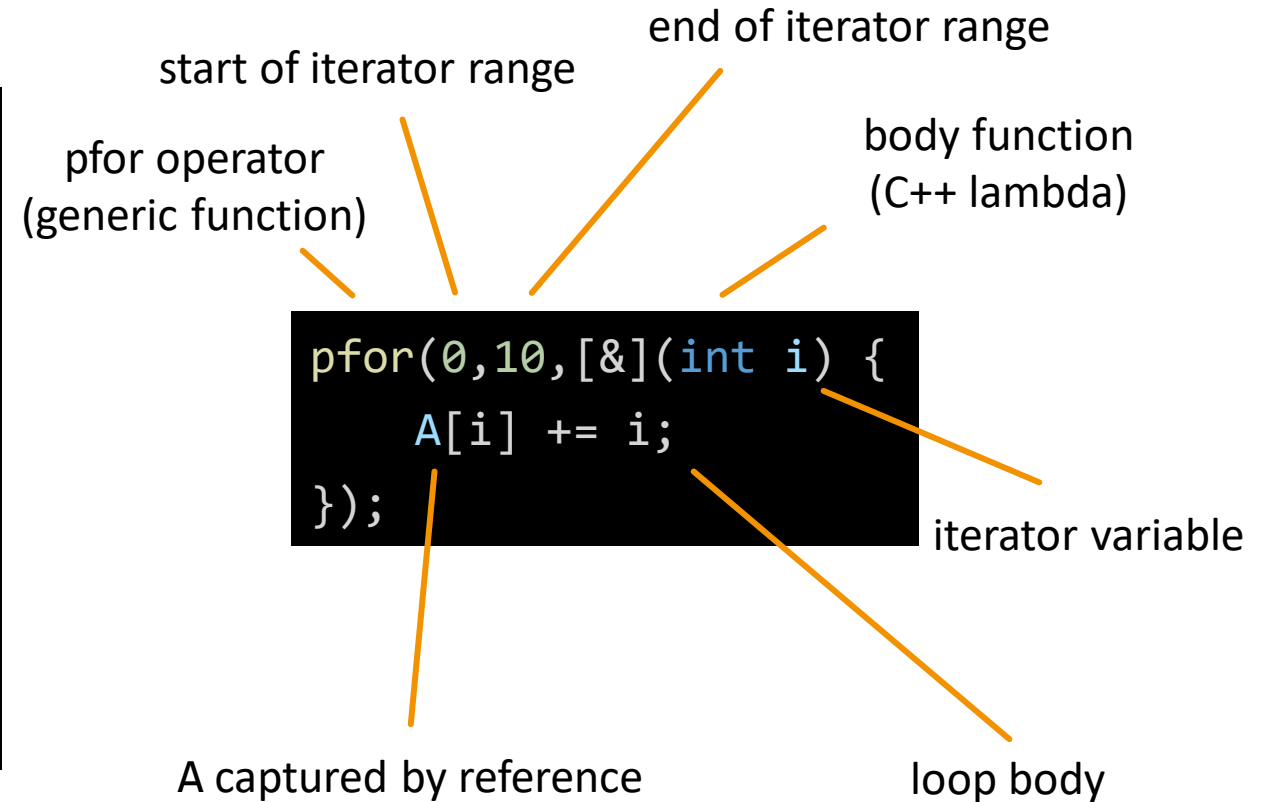 end of iterator range
start of iterator range
body function
(C++ lambda)
pfor operator
(generic function)
pfor(0,10,[&](int i) {
    A[i] += i;
});
iterator variable
A captured by reference
loop body